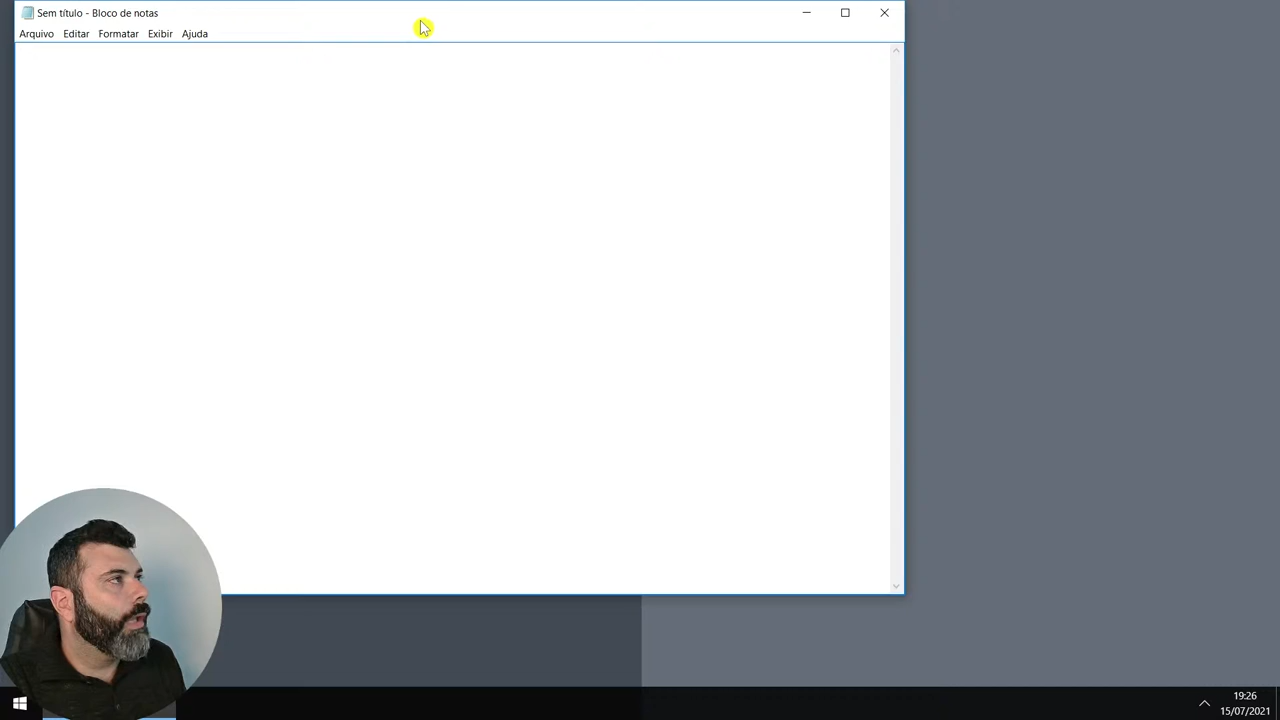 Sem título - Bloco de notas
Arquivo Editar Formatar Exibir Ajuda
19:26
15/07/2021